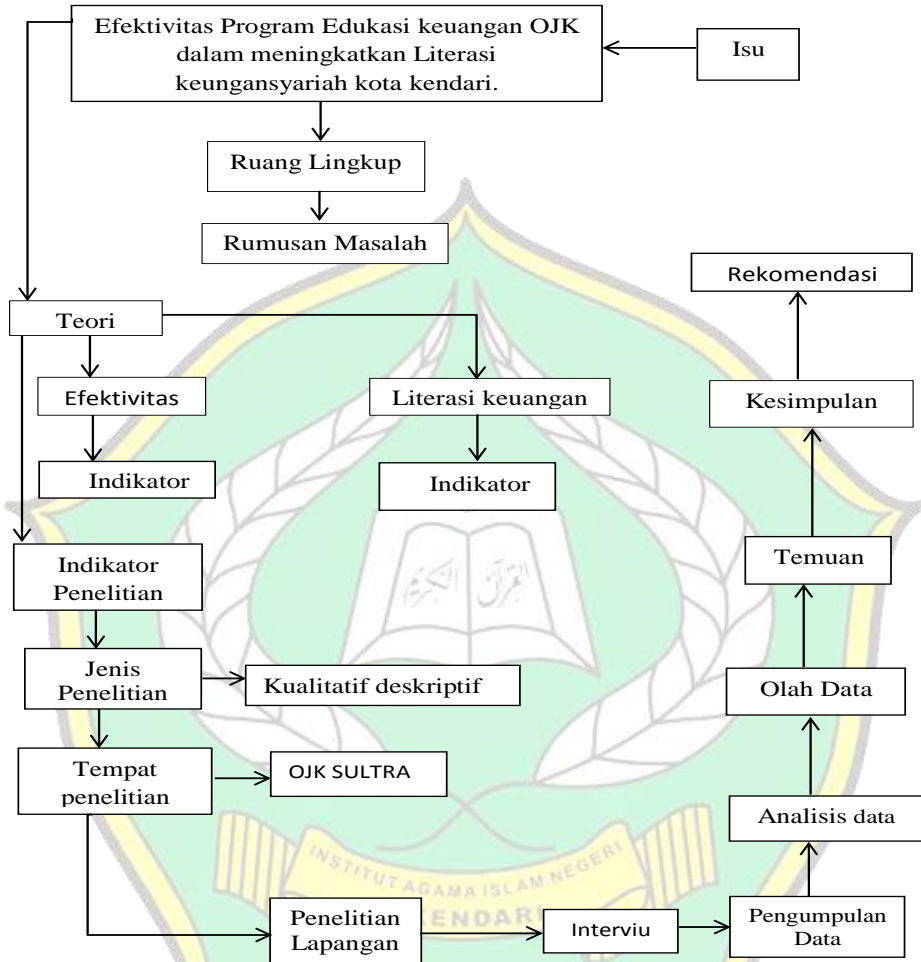 Efektivitas Program Edukasi keuangan OJK
dalam meningkatkan Literasi
keungansyariah kota kendari.
Isu
Ruang Lingkup
Rumusan Masalah
Rekomendasi
Teori
Efektivitas
Literasi keuangan
Kesimpulan
Indikator
Indikator
Temuan
Indikator
Penelitian
القرآن الكريم
Jenis
Penelitian
Kualitatif deskriptif
Olah Data
Tempat
penelitian
OJK SULTRA
Analisis data
INSTITUT AGAMA ISLAM NEGERI
KENDARI
Penelitian
Lapangan
Interviu
Pengumpulan
Data